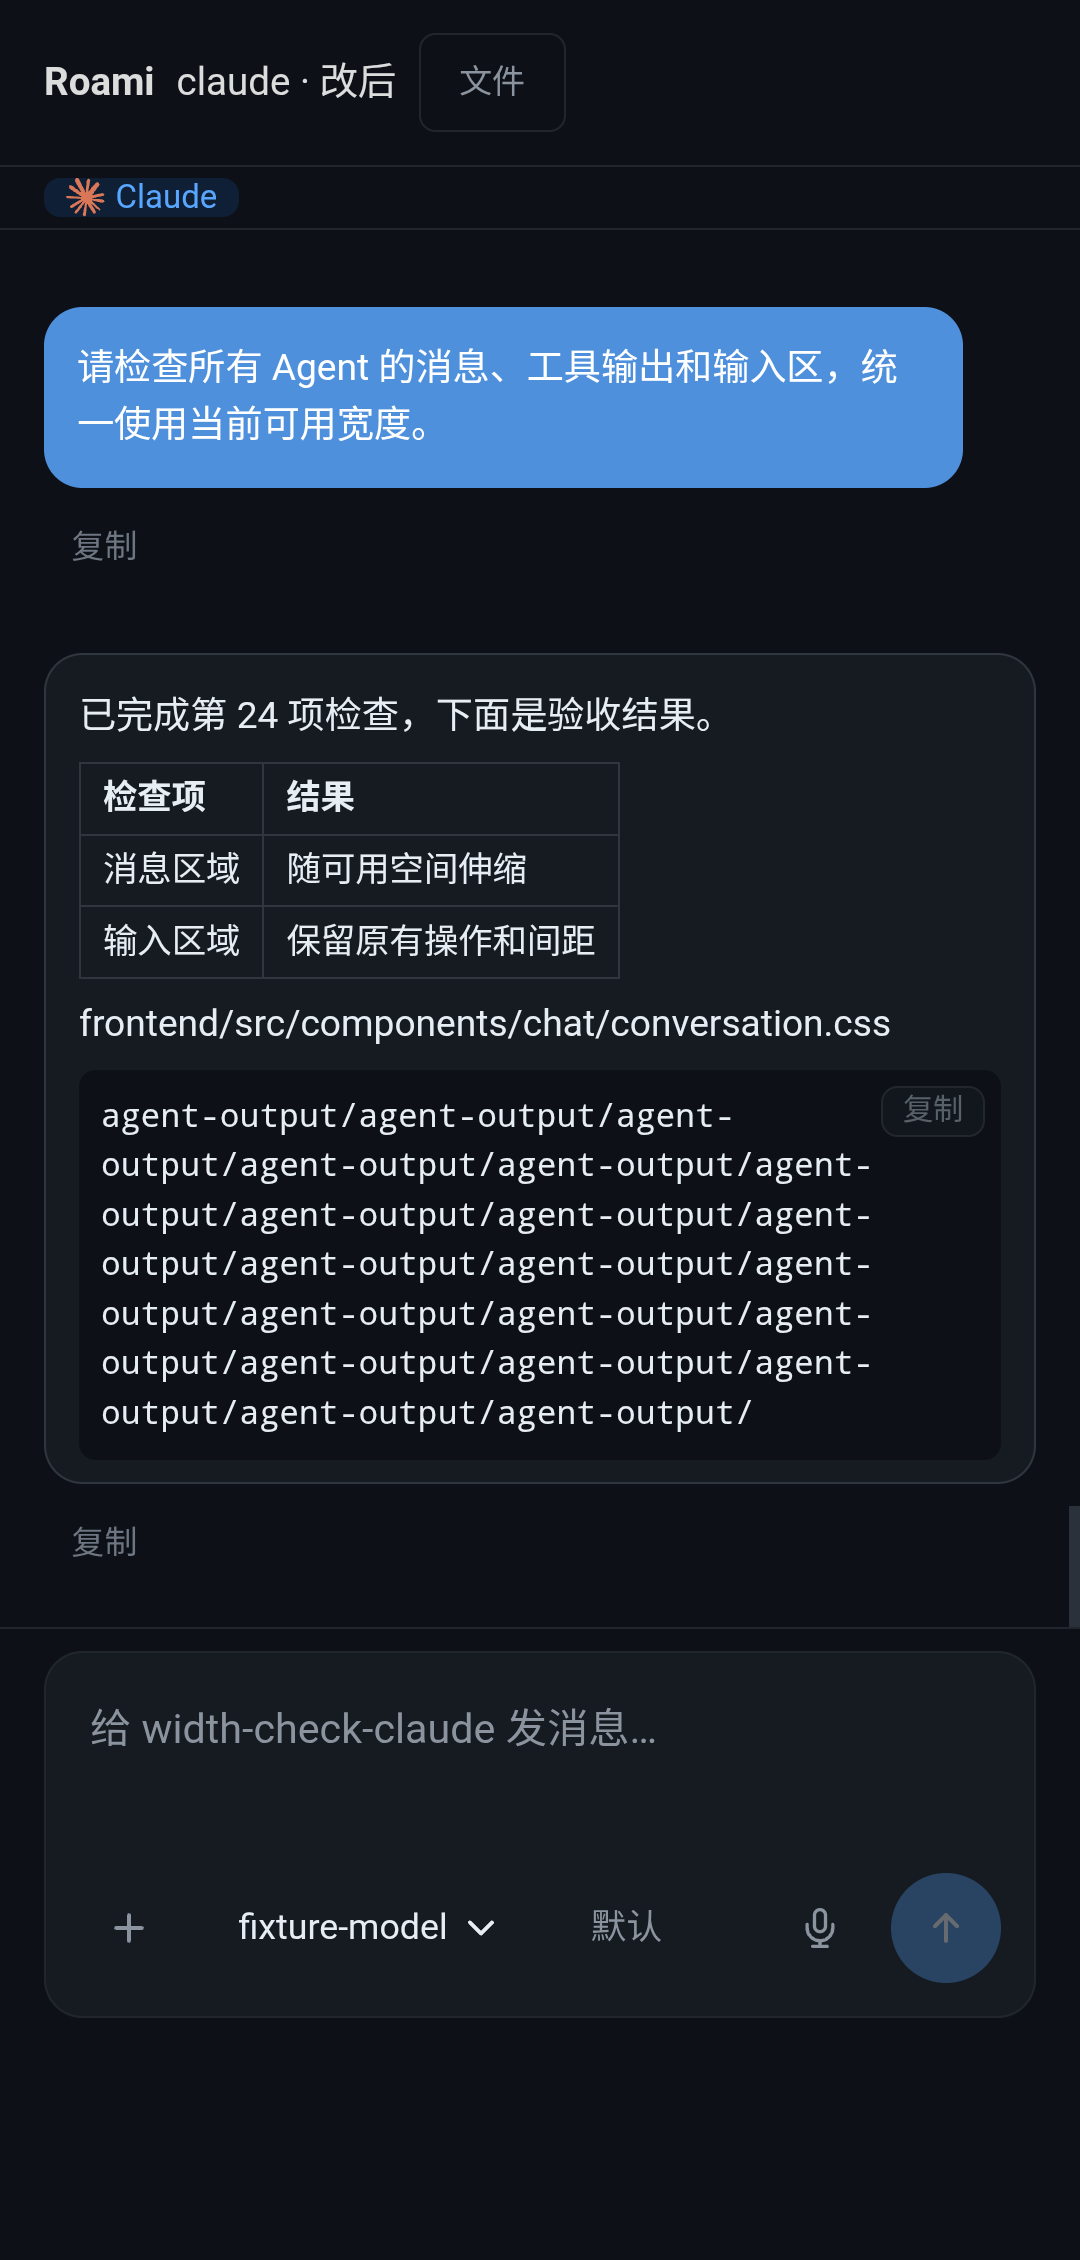 Roami claude · 改后 文件
Claude
请检查所有 Agent 的消息、工具输出和输入区，统
一使用当前可用宽度。
复制
已完成第 24 项检查，下面是验收结果。
检查项 结果
消息区域 随可用空间伸缩
输入区域 保留原有操作和间距
frontend/src/components/chat/conversation.css
复制
agent-output/agent-output/agent-
output/agent-output/agent-output/agent-
output/agent-output/agent-output/agent-
output/agent-output/agent-output/agent-
output/agent-output/agent-output/agent-
output/agent-output/agent-output/agent-
output/agent-output/agent-output/
复制
给 width-check-claude 发消息…
fixture-model 默认